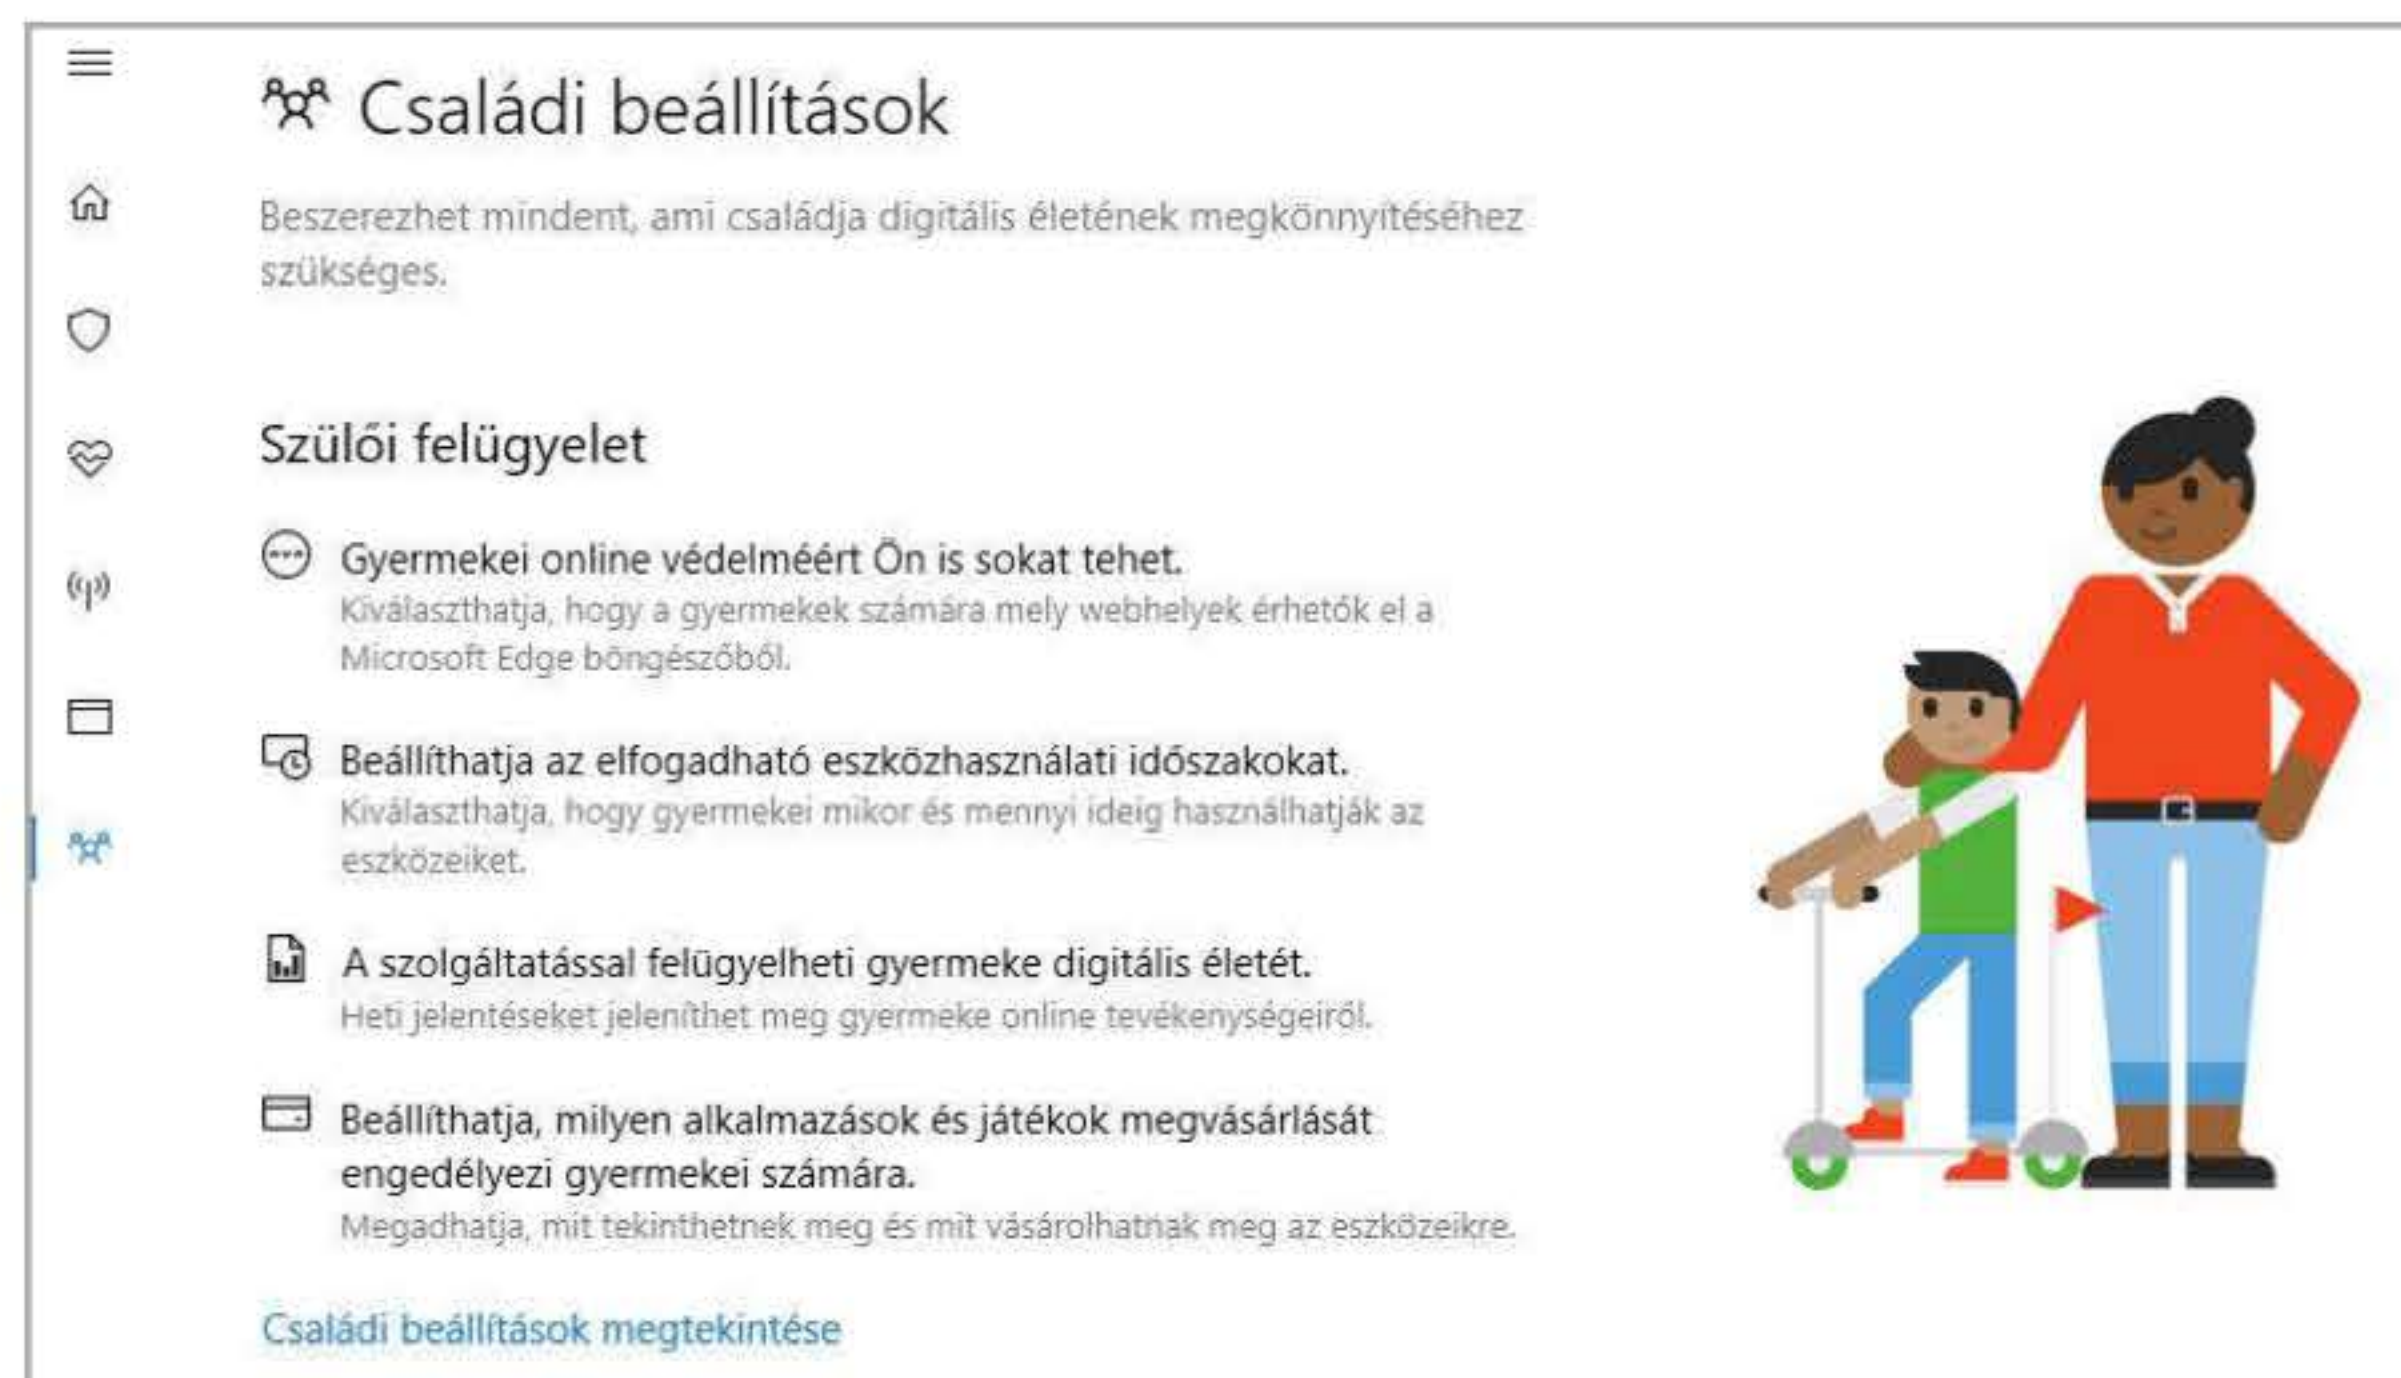 Családi beállítások
Beszerezhet mindent, ami családja digitális életének megkönnyítéséhez
szükséges.
Szülői felügyelet
Gyermekei online védelméért Ön is sokat tehet.
Kiválaszthatja, hogy a gyermekek számára mely webhelyek érhetők el a
Microsoft Edge böngészőből.
Beállíthatja az elfogadható eszközhasználati időszakokat.
Kiválaszthatja, hogy gyermekei mikor és mennyi ideig használhatják az
eszközeiket.
A szolgáltatással felügyelheti gyermeke digitális életét.
Heti jelentéseket jeleníthet meg gyermeke online tevékenységeiről.
Beállíthatja, milyen alkalmazások és játékok megvásárlását
engedélyezi gyermekei számára.
Megadhatja, mit tekinthetnek meg és mit vásárolhatnak meg az eszközeikre.
Családi beállítások megtekintése